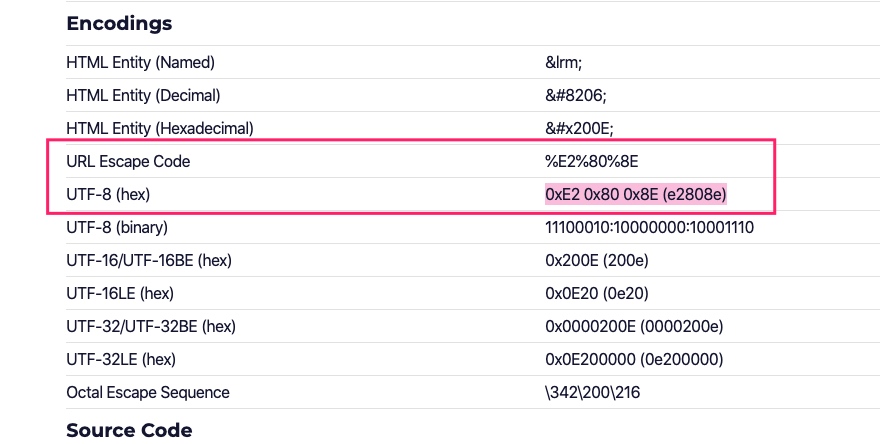 Encodings
HTML Entity (Named) &lrm;
HTML Entity (Decimal) &#8206;
HTML Entity (Hexadecimal) &#x200E;
URL Escape Code %E2%80%8E
UTF-8 (hex) 0xE2 0x80 0x8E (e2808e)
UTF-8 (binary) 11100010:10000000:10001110
UTF-16/UTF-16BE (hex) 0x200E (200e)
UTF-16LE (hex) 0x0E20 (0e20)
UTF-32/UTF-32BE (hex) 0x0000200E (0000200e)
UTF-32LE (hex) 0x0E200000 (0e200000)
Octal Escape Sequence \342\200\216
Source Code